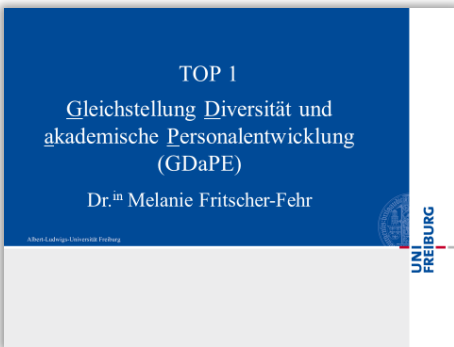 TOP 1
Gleichstellung Diversität und
akademische Personalentwicklung
(GDaPE)
Dr.in Melanie Fritscher-Fehr
Albert-Ludwigs-Universität Freiburg
UNI
FREIBURG